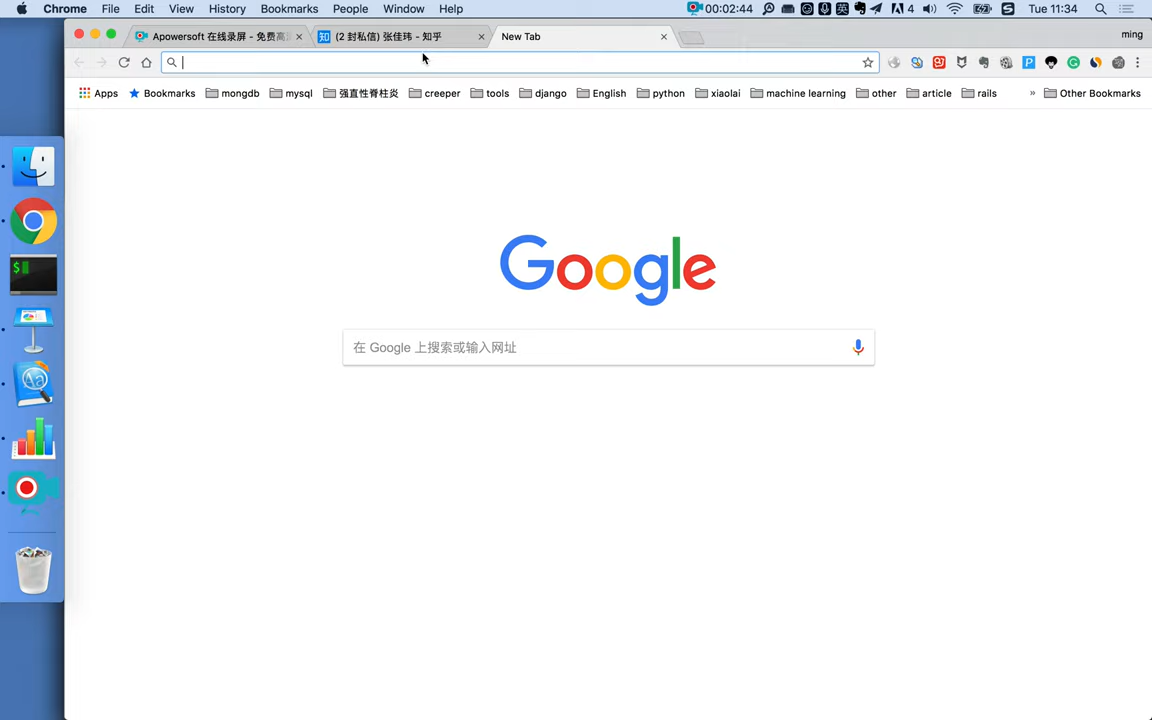 Chrome File Edit View History Bookmarks People Window Help 00:02:44 4 Tue 11:34
Apowersoft 在线录屏 - 免费高 (2 封私信) 张佳玮 - 知乎 New Tab ming
Apps Bookmarks mongdb mysql 强直性脊柱炎 creeper tools django English python xiaolai machine learning other article rails » Other Bookmarks
Google
在 Google 上搜索或输入网址